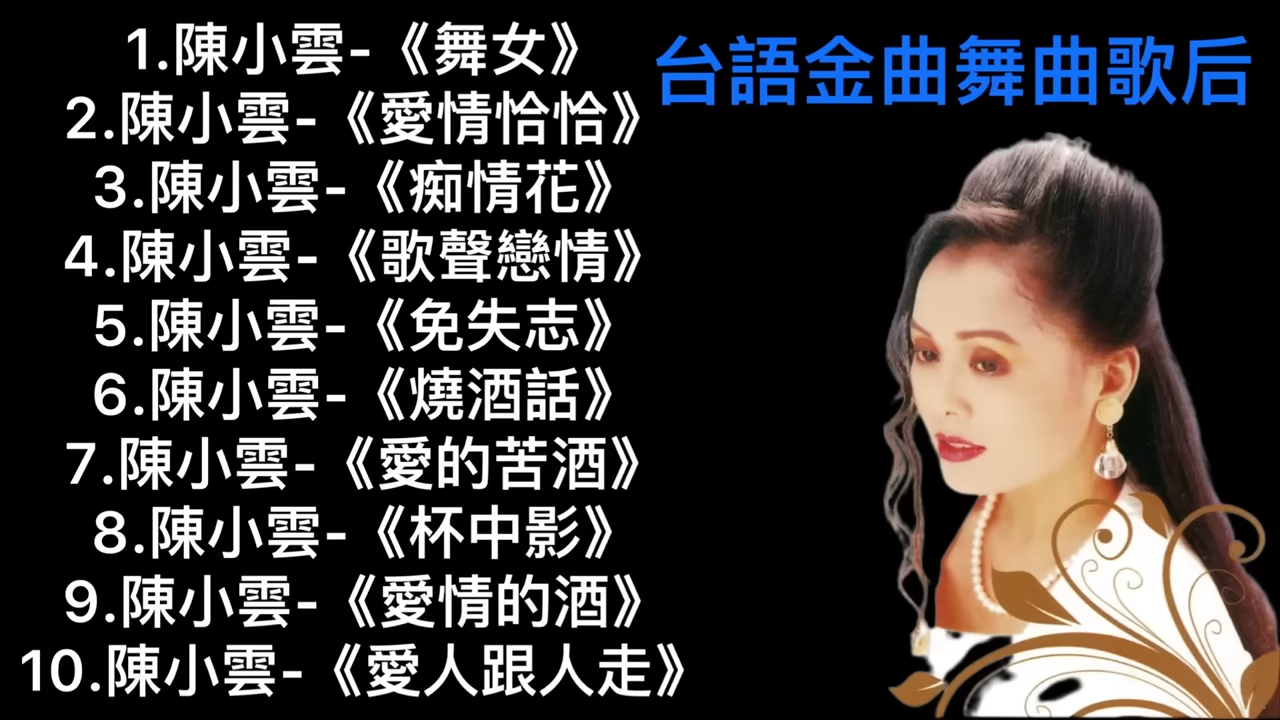 1.陳小雲-《舞女》
2.陳小雲-《愛情恰恰》
3.陳小雲-《痴情花》
4.陳小雲-《歌聲戀情》
5.陳小雲-《免失志》
6.陳小雲-《燒酒話》
7.陳小雲-《愛的苦酒》
8.陳小雲-《杯中影》
9.陳小雲-《愛情的酒》
10.陳小雲-《愛人跟人走》
台語金曲舞曲歌后